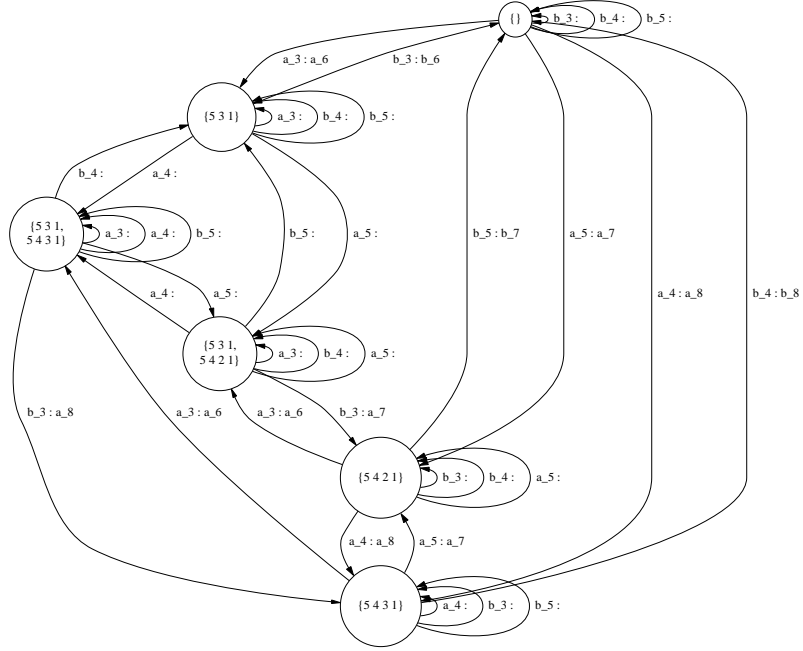 {}
b_3 :
b_4 :
b_5 :
a_3 : a_6
b_3 : b_6
{5 3 1}
a_3 :
b_4 :
b_5 :
b_4 :
a_4 :
{5 3 1,
5 4 3 1}
a_3 :
a_4 :
b_5 :
b_5 :
a_5 :
b_5 : b_7
a_5 : a_7
a_4 : a_8
b_4 : b_8
a_4 :
a_5 :
{5 3 1,
5 4 2 1}
a_3 :
b_4 :
a_5 :
b_3 : a_8
a_3 : a_6
a_3 : a_6
b_3 : a_7
{5 4 2 1}
b_3 :
b_4 :
a_5 :
a_4 : a_8
a_5 : a_7
{5 4 3 1}
a_4 :
b_3 :
b_5 :